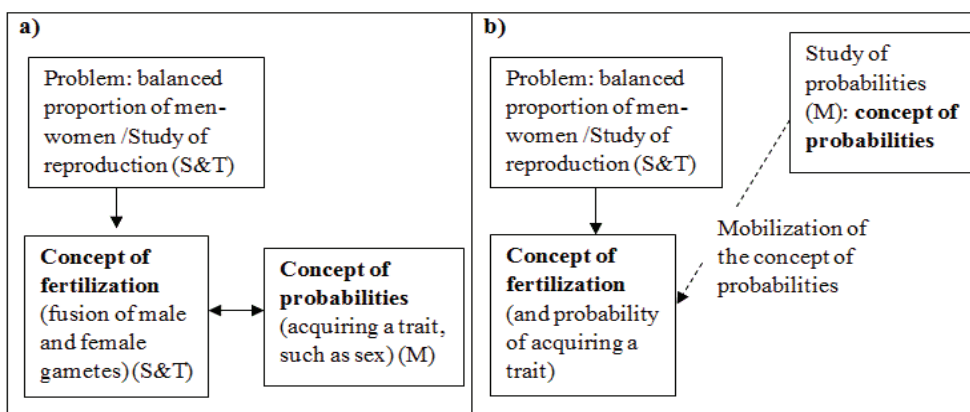 a)
Problem: balanced
proportion of men-
women /Study of
reproduction (S&T)
Concept of
fertilization
(fusion of male
and female
gametes) (S&T)
Concept of
probabilities
(acquiring a trait,
such as sex) (M)
b)
Problem: balanced
proportion of men-
women /Study of
reproduction (S&T)
Study of
probabilities
(M): concept of
probabilities
Mobilization of
the concept of
probabilities
Concept of
fertilization
(and probability
of acquiring a
trait)